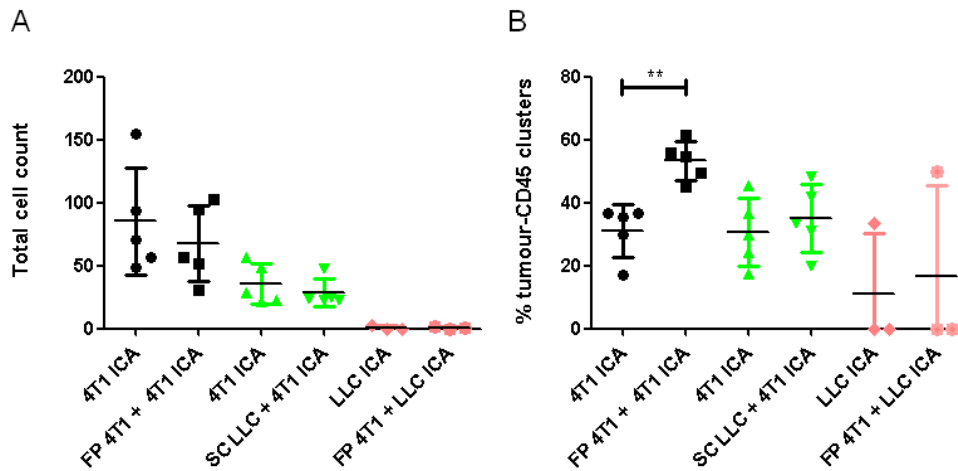 A
B
Total cell count
200
150
100
50
0
4T1 ICA
FP 4T1 + 4T1 ICA
4T1 ICA
SC LLC + 4T1 ICA
LLC ICA
FP 4T1 + LLC ICA
% tumour-CD45 clusters
80
60
40
20
0
**
4T1 ICA
FP 4T1 + 4T1 ICA
4T1 ICA
SC LLC + 4T1 ICA
LLC ICA
FP 4T1 + LLC ICA